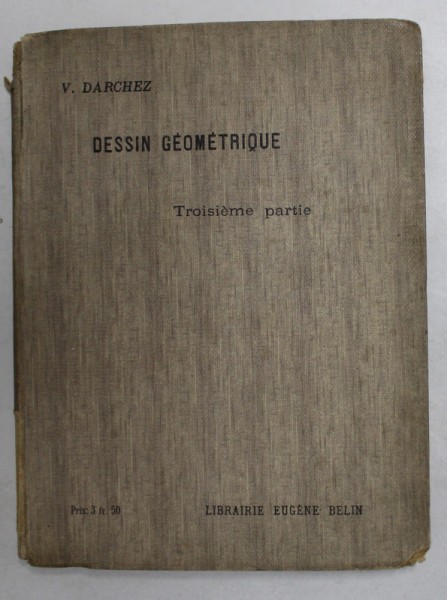 V. DARCHEZ
DESSIN GÉOMÉTRIQUE
Troisième partie
Prix: 3 fr. 50
LIBRAIRIE EUGÈNE BELIN